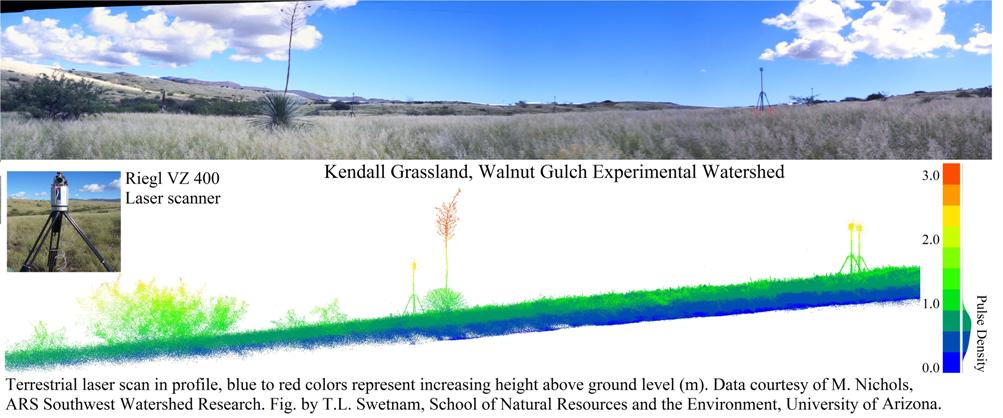 Kendall Grassland, Walnut Gulch Experimental Watershed
Riegl VZ 400
Laser scanner
3.0
2.0
1.0
0.0
Pulse Density
Terrestrial laser scan in profile, blue to red colors represent increasing height above ground level (m). Data courtesy of M. Nichols,
ARS Southwest Watershed Research. Fig. by T.L. Swetnam, School of Natural Resources and the Environment, University of Arizona.